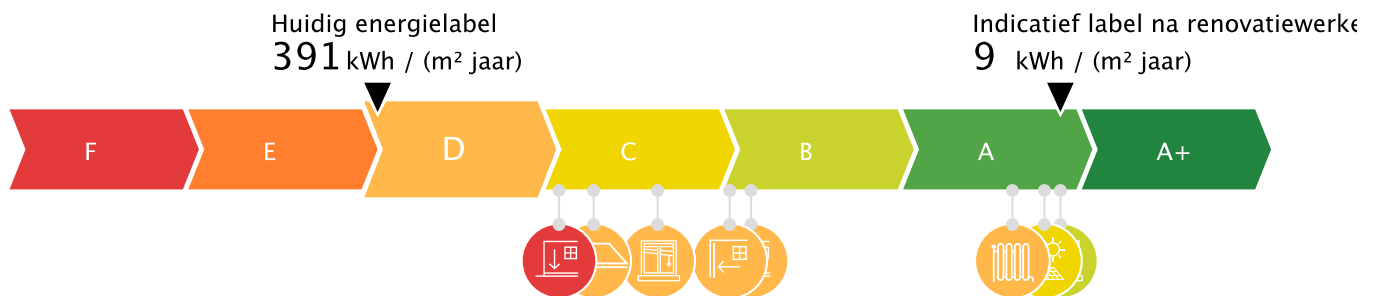 Huidig energielabel
391 kWh / (m² jaar)
Indicatief label na renovatiewerke
9 kWh / (m² jaar)
F E D C B A A+